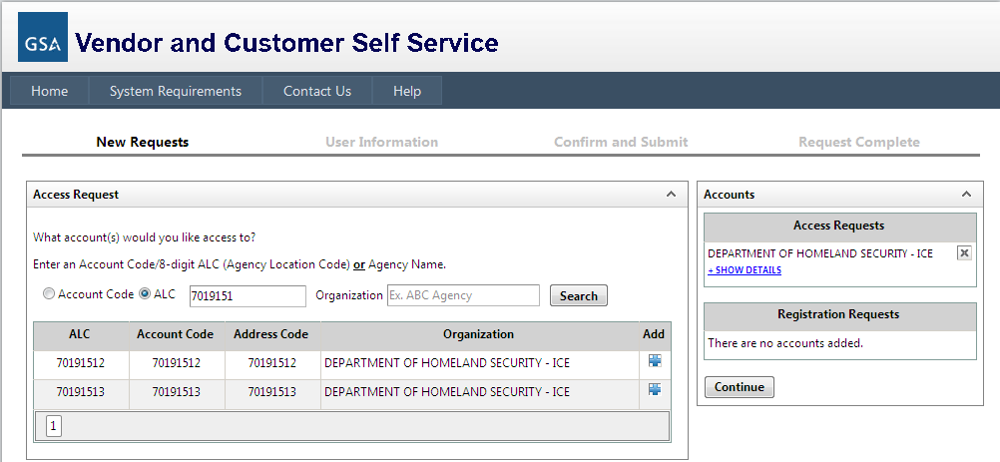 GSA
Vendor and Customer Self Service
Home System Requirements Contact Us Help
New Requests User Information Confirm and Submit Request Complete
Access Request
What account(s) would you like access to?
Enter an Account Code/8-digit ALC (Agency Location Code) or Agency Name.
Account Code ALC 7019151 Organization Ex. ABC Agency Search
ALC Account Code Address Code Organization Add
70191512 70191512 70191512 DEPARTMENT OF HOMELAND SECURITY - ICE
70191513 70191513 70191513 DEPARTMENT OF HOMELAND SECURITY - ICE
1
Accounts
Access Requests
DEPARTMENT OF HOMELAND SECURITY - ICE
+ SHOW DETAILS
Registration Requests
There are no accounts added.
Continue